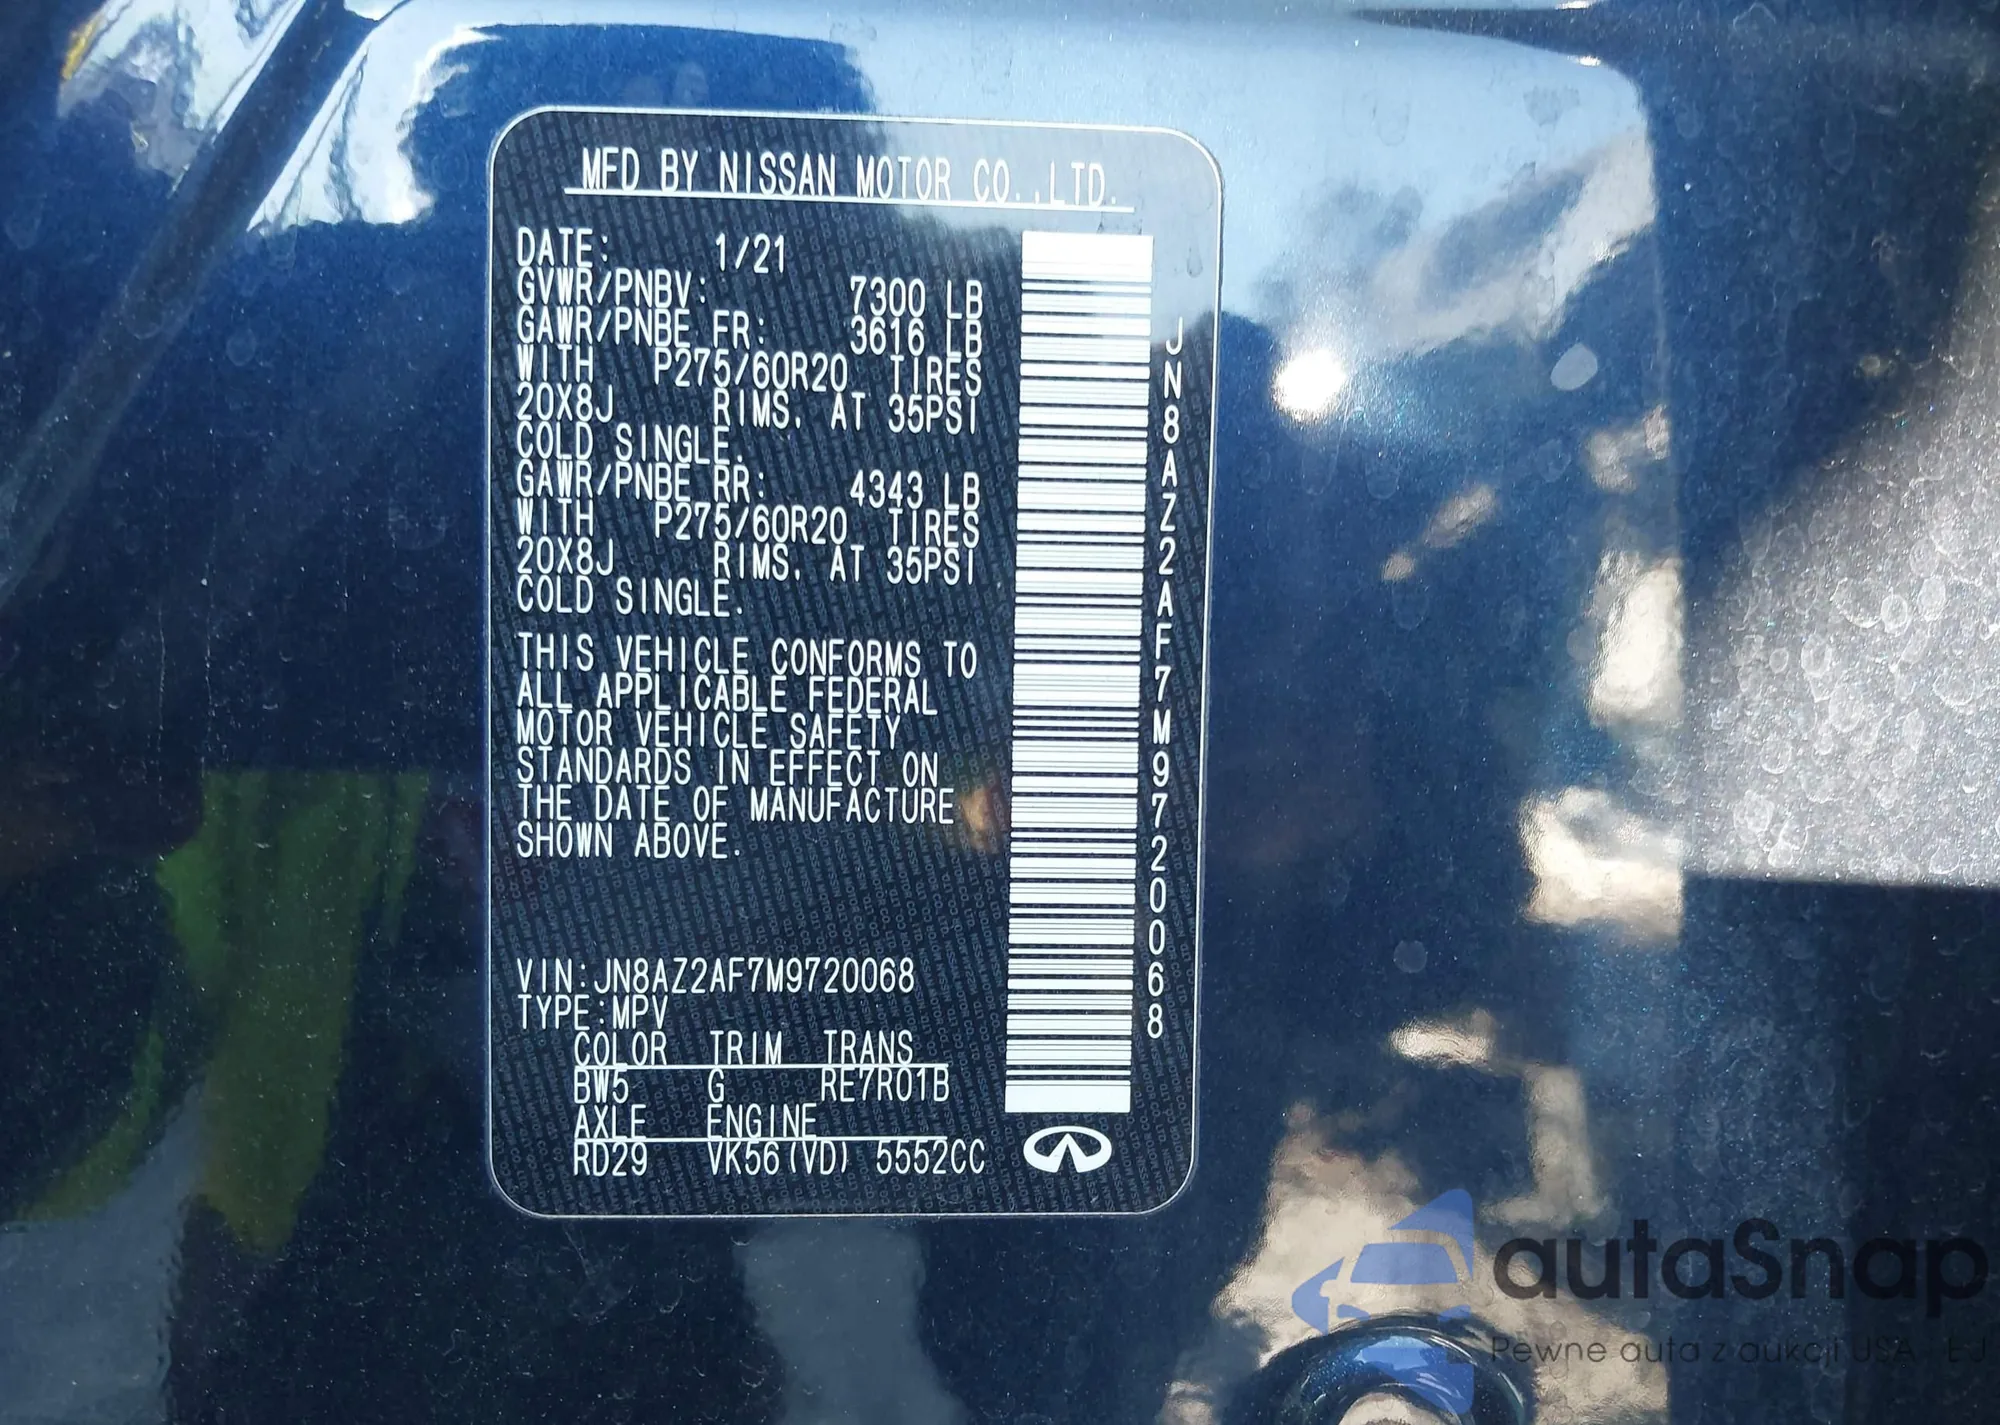 MFD BY NISSAN MOTOR CO.,LTD.
DATE: 1/21
GVWR/PNBV: 7300 LB
GAWR/PNBE FR: 3616 LB
WITH P275/60R20 TIRES
20X8J RIMS. AT 35PSI
COLD SINGLE.
GAWR/PNBE RR: 4343 LB
WITH P275/60R20 TIRES
20X8J RIMS. AT 35PSI
COLD SINGLE.
THIS VEHICLE CONFORMS TO
ALL APPLICABLE FEDERAL
MOTOR VEHICLE SAFETY
STANDARDS IN EFFECT ON
THE DATE OF MANUFACTURE
SHOWN ABOVE.
VIN:JN8AZ2AF7M9720068
TYPE:MPV
COLOR TRIM TRANS
BW5 G RE7R01B
AXLE ENGINE
RD29 VK56(VD) 5552CC
JN8AZ2AF7M9720068
autaSnap
Pewne auta z aukcji USA EJ